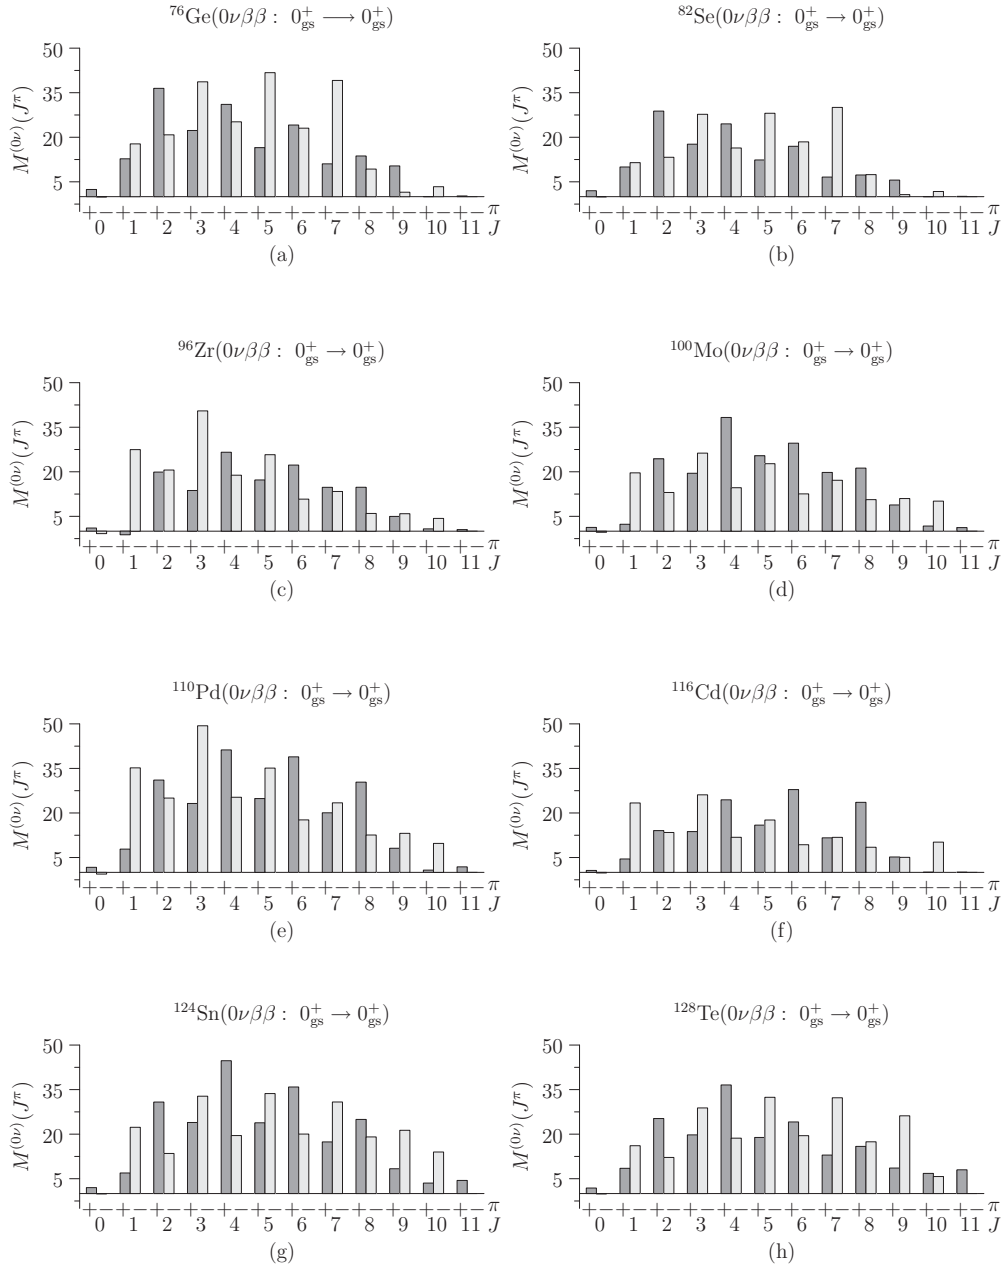 ⁷⁶Ge(0νββ : 0⁺gs ⟶ 0⁺gs)
M⁽⁰ᵛ⁾(Jᵖ)
50
35
20
5
+ − + − + − + − + − + − + − + − + − + − + − + − π
0 1 2 3 4 5 6 7 8 9 10 11 J
(a)
⁸²Se(0νββ : 0⁺gs → 0⁺gs)
M⁽⁰ᵛ⁾(J^π)
50
35
20
5
+ − + − + − + − + − + − + − + − + − + − + − + − π
0 1 2 3 4 5 6 7 8 9 10 11 J
(b)
⁹⁶Zr(0νββ : 0⁺gs → 0⁺gs)
M⁽⁰ᵛ⁾(J^π)
50
35
20
5
+ − + − + − + − + − + − + − + − + − + − + − + − π
0 1 2 3 4 5 6 7 8 9 10 11 J
(c)
¹⁰⁰Mo(0νββ : 0⁺gs → 0⁺gs)
M⁽⁰ᵛ⁾(J^π)
50
35
20
5
+ − + − + − + − + − + − + − + − + − + − + − + − π
0 1 2 3 4 5 6 7 8 9 10 11 J
(d)
¹¹⁰Pd(0νββ : 0⁺gs → 0⁺gs)
M⁽⁰ᵛ⁾(J^π)
50
35
20
5
+ − + − + − + − + − + − + − + − + − + − + − + − π
0 1 2 3 4 5 6 7 8 9 10 11 J
(e)
¹¹⁶Cd(0νββ : 0⁺gs → 0⁺gs)
M⁽⁰ᵛ⁾(J^π)
50
35
20
5
+ − + − + − + − + − + − + − + − + − + − + − + − π
0 1 2 3 4 5 6 7 8 9 10 11 J
(f)
¹²⁴Sn(0νββ : 0⁺gs → 0⁺gs)
M⁽⁰ᵛ⁾(J^π)
50
35
20
5
+ − + − + − + − + − + − + − + − + − + − + − + − π
0 1 2 3 4 5 6 7 8 9 10 11 J
(g)
¹²⁸Te(0νββ : 0⁺gs → 0⁺gs)
M⁽⁰ᵛ⁾(J^π)
50
35
20
5
+ − + − + − + − + − + − + − + − + − + − + − + − π
0 1 2 3 4 5 6 7 8 9 10 11 J
(h)